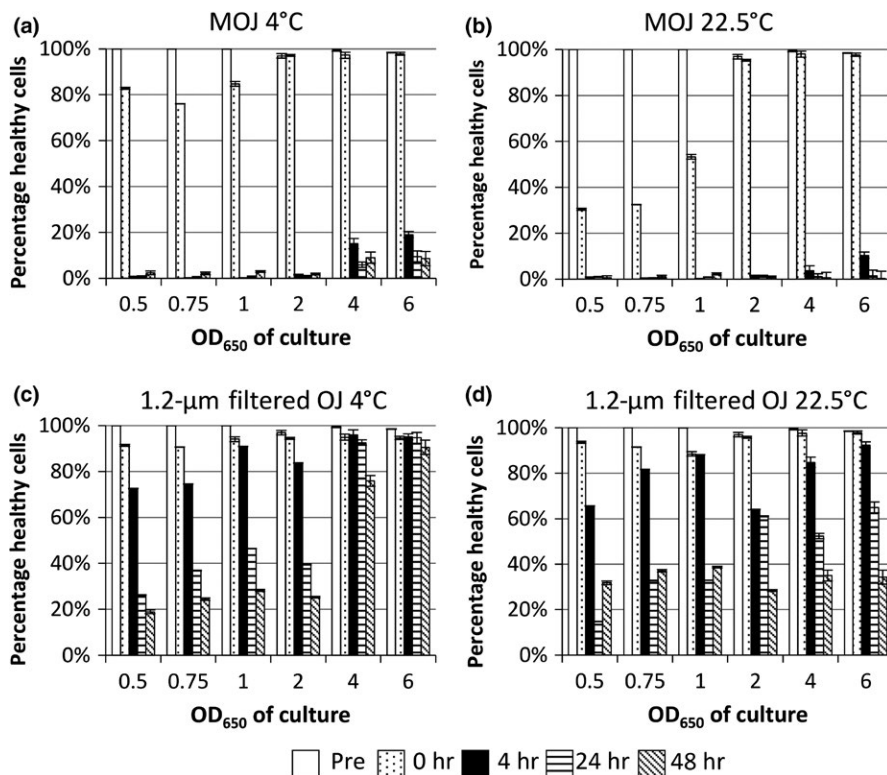 (a) MOJ 4°C
Percentage healthy cells
100%
80%
60%
40%
20%
0%
0.5 0.75 1 2 4 6
OD650 of culture
(b) MOJ 22.5°C
Percentage healthy cells
100%
80%
60%
40%
20%
0%
0.5 0.75 1 2 4 6
OD650 of culture
(c) 1.2-μm filtered OJ 4°C
Percentage healthy cells
100%
80%
60%
40%
20%
0%
0.5 0.75 1 2 4 6
OD650 of culture
(d) 1.2-μm filtered OJ 22.5°C
Percentage healthy cells
100%
80%
60%
40%
20%
0%
0.5 0.75 1 2 4 6
OD650 of culture
Pre 0 hr 4 hr 24 hr 48 hr